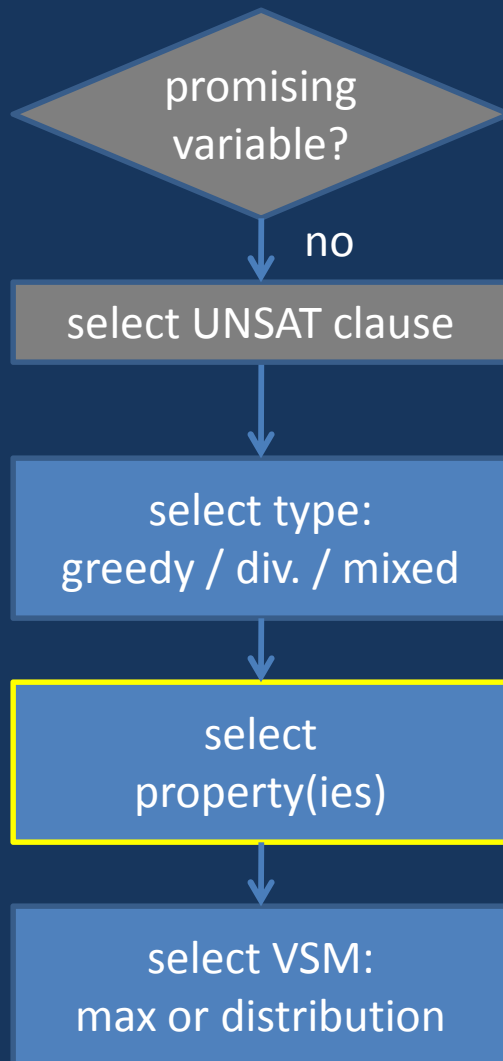 promising
variable?
no
select UNSAT clause
select type:
greedy / div. / mixed
select
property(ies)
select VSM:
max or distribution